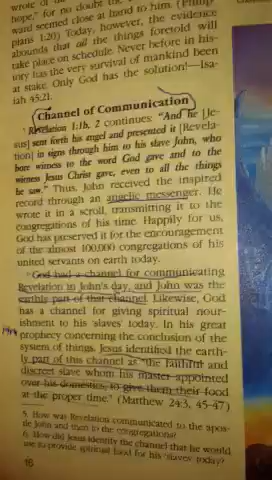 wrote of
hope," for no doubt the
ward seemed close at hand to him. (Philip-
pians 1:20) Today, however, the evidence
abounds that all the things foretold will
take place on schedule. Never before in his-
tory has the very survival of mankind been
at stake. Only God has the solution!—Isa-
iah 45:21.
Channel of Communication
5 Revelation 1:1b, 2 continues: "And he [Je-
sus] sent forth his angel and presented it [Revela-
tion] in signs through him to his slave John, who
bore witness to the word God gave and to the
witness Jesus Christ gave, even to all the things
he saw." Thus, John received the inspired
record through an angelic messenger. He
wrote it in a scroll, transmitting it to the
congregations of his time. Happily for us,
God has preserved it for the encouragement
of the almost 100,000 congregations of his
united servants on earth today.
6 God had a channel for communicating
Revelation in John's day, and John was the
earthly part of that channel. Likewise, God
has a channel for giving spiritual nour-
ishment to his 'slaves' today. In his great
prophecy concerning the conclusion of the
system of things, Jesus identified the earth-
ly part of this channel as "the faithful and
discreet slave whom his master appointed
over his domestics, to give them their food
at the proper time." (Matthew 24:3, 45-47)
5. How was Revelation communicated to the apos-
tle John and then to the congregations?
6. How did Jesus identify the channel that he would
use to provide spiritual food for his 'slaves' today?
16